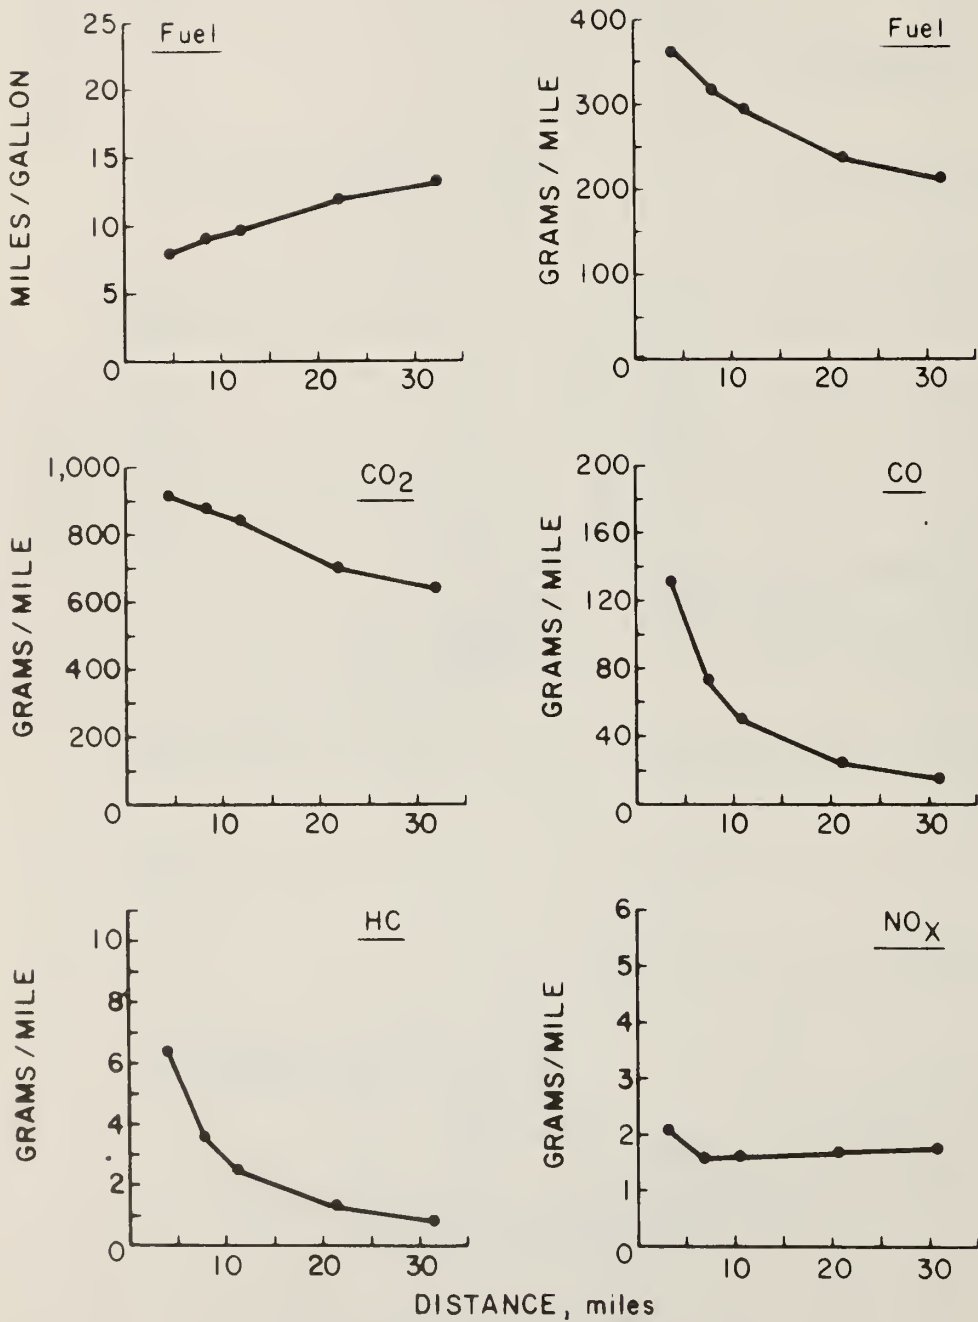 Fuel
MILES/GALLON
25
20
15
10
5
0
10 20 30
Fuel
GRAMS/MILE
400
300
200
100
0
10 20 30
CO2
GRAMS/MILE
1,000
800
600
400
200
0
10 20 30
CO
GRAMS/MILE
200
160
120
80
40
0
10 20 30
HC
GRAMS/MILE
10
8
6
4
2
0
10 20 30
NOX
GRAMS/MILE
6
5
4
3
2
1
0
10 20 30
DISTANCE, miles